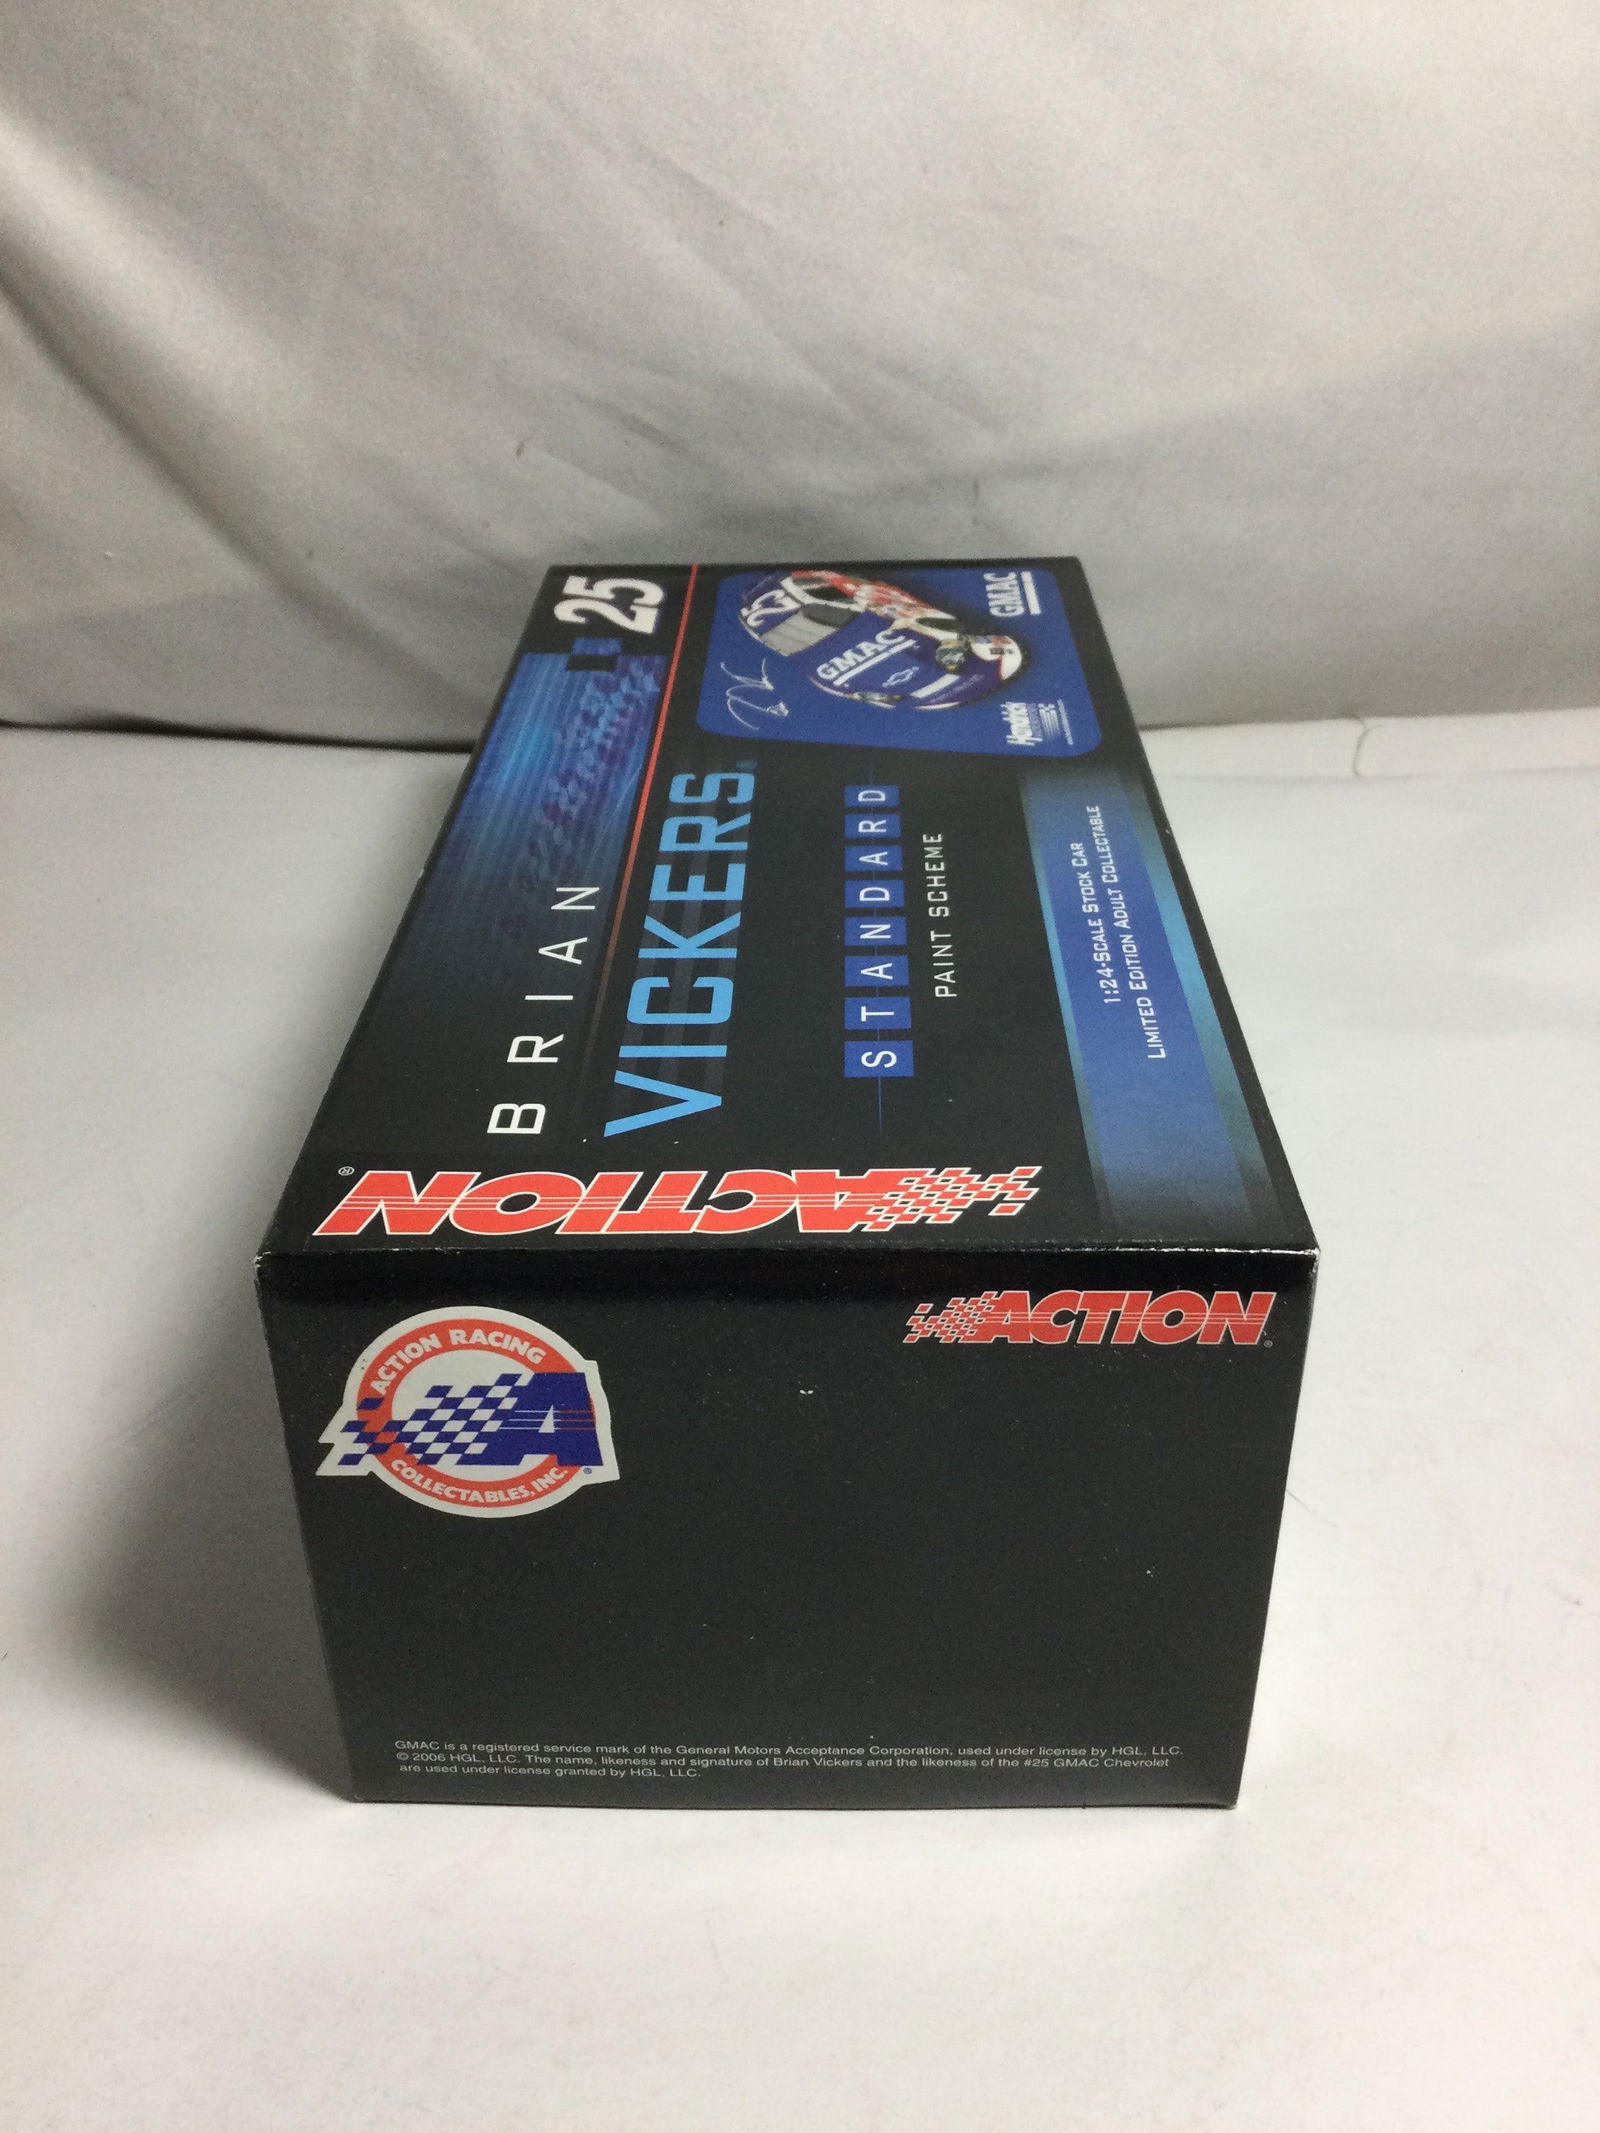 25
BRIAN
VICKERS®
STANDARD
PAINT SCHEME
1:24-SCALE STOCK CAR
LIMITED EDITION ADULT COLLECTABLE
25
GMAC
Hendrick
GMAC
ACTION®
ACTION
ACTION RACING
A
COLLECTABLES, INC.
GMAC is a registered service mark of the General Motors Acceptance Corporation, used under license by HGL, LLC.
© 2006 HGL, LLC. The name, likeness and signature of Brian Vickers and the likeness of the #25 GMAC Chevrolet
are used under license granted by HGL, LLC.